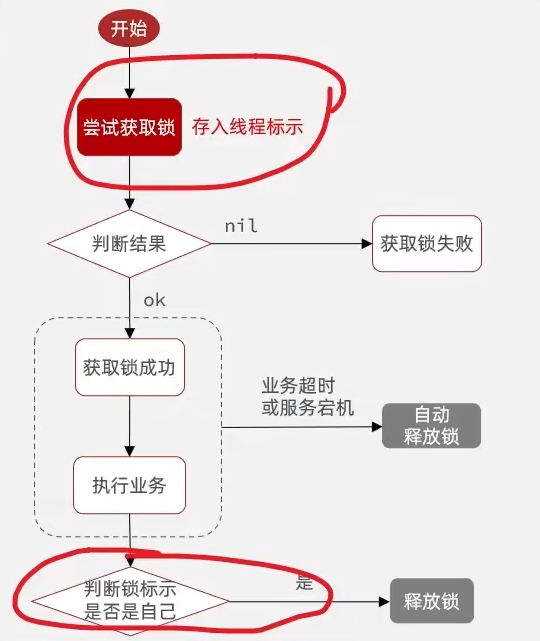 开始
尝试获取锁
存入线程标示
判断结果
nil
获取锁失败
ok
获取锁成功
业务超时
或服务宕机
自动
释放锁
执行业务
判断锁标示
是否是自己
是
释放锁